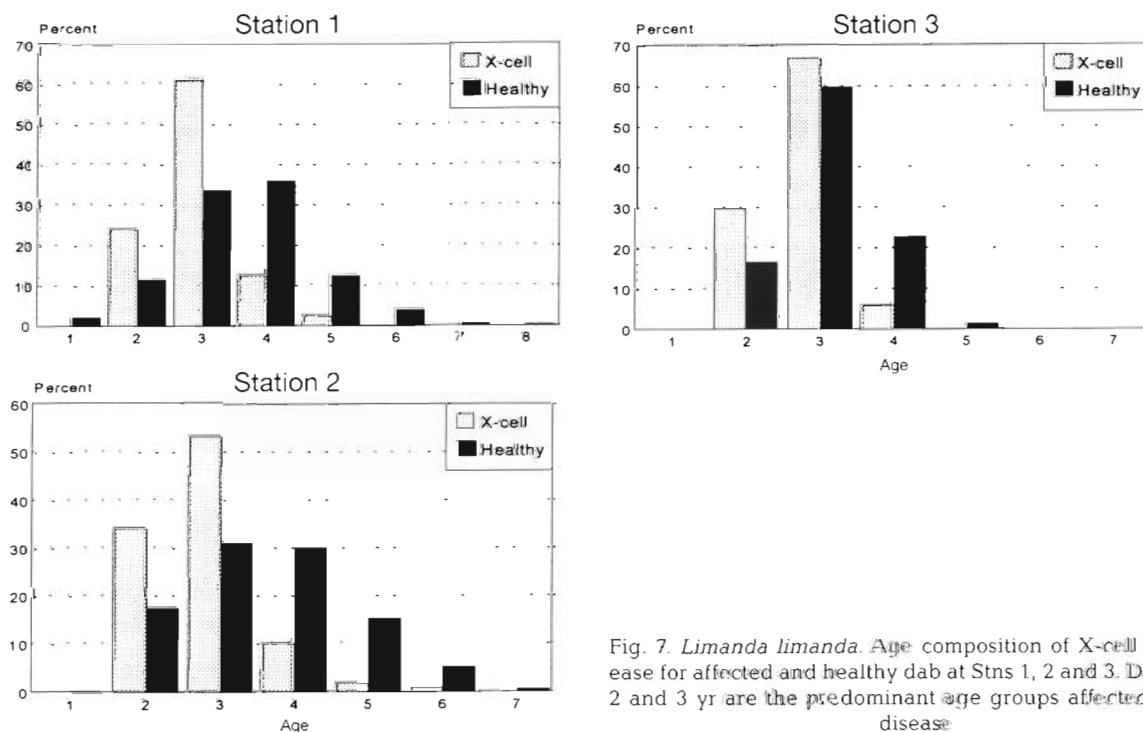 Station 1
Percent
70
60
50
40
30
20
10
0
X-cell
Healthy
1 2 3 4 5 6 7 8
Station 3
Percent
70
60
50
40
30
20
10
0
X-cell
Healthy
1 2 3 4 5 6 7
Age
Station 2
Percent
60
50
40
30
20
10
0
X-cell
Healthy
1 2 3 4 5 6 7
Age
Fig. 7. Limanda limanda. Age composition of X-cell
ease for affected and healthy dab at Stns 1, 2 and 3. D
2 and 3 yr are the predominant age groups affected
disease